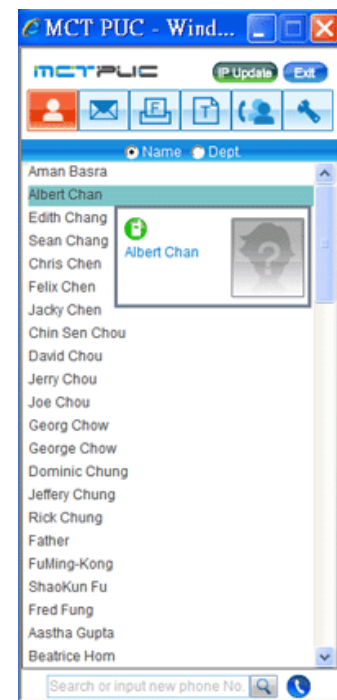 MCT PUC - Wind...
MCTPUC
IP Update Exit
F T
Name Dept.
Aman Basra
Albert Chan
Edith Chang
Sean Chang
Albert Chan
Chris Chen
Felix Chen
Jacky Chen
Chin Sen Chou
David Chou
Jerry Chou
Joe Chou
Georg Chow
George Chow
Dominic Chung
Jeffery Chung
Rick Chung
Father
FuMing-Kong
ShaoKun Fu
Fred Fung
Aastha Gupta
Beatrice Horn
Search or input new phone No.